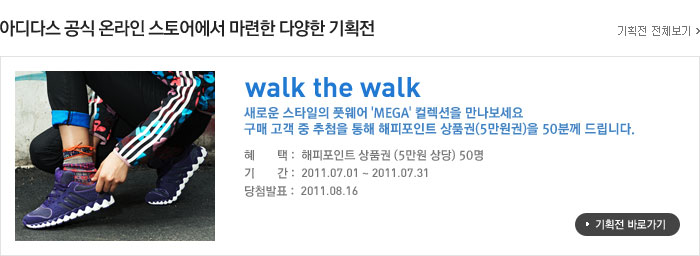 아디다스 공식 온라인 스토어에서 마련한 다양한 기획전
기획전 전체보기 >
walk the walk
새로운 스타일의 풋웨어 'MEGA' 컬렉션을 만나보세요
구매 고객 중 추첨을 통해 해피포인트 상품권(5만원권)을 50분께 드립니다.
혜 택 : 해피포인트 상품권 (5만원 상당) 50명
기 간 : 2011.07.01 ~ 2011.07.31
당첨발표 : 2011.08.16
기획전 바로가기